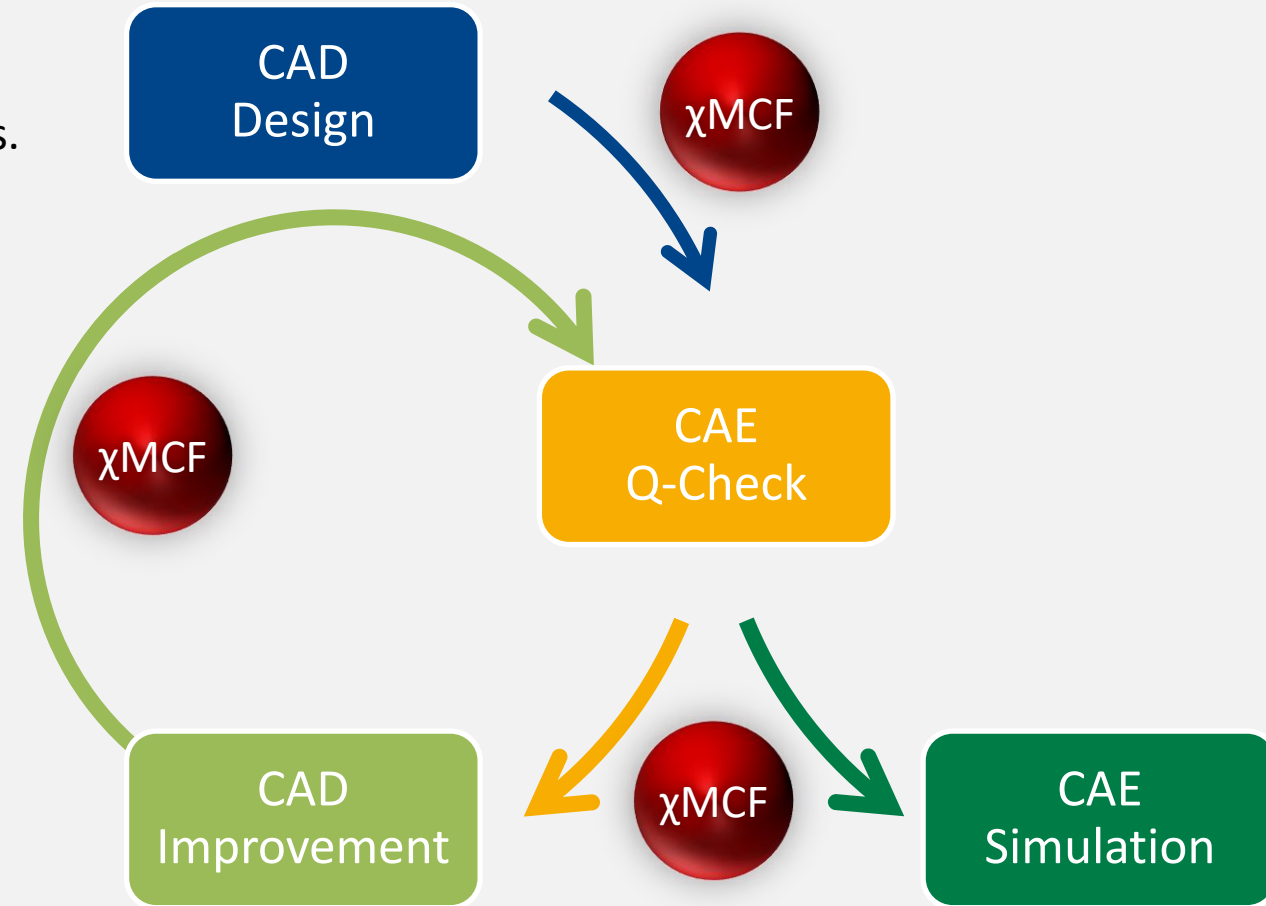 CAD
Design
χMCF
s.
χMCF
CAE
Q-Check
CAD
Improvement
χMCF
CAE
Simulation